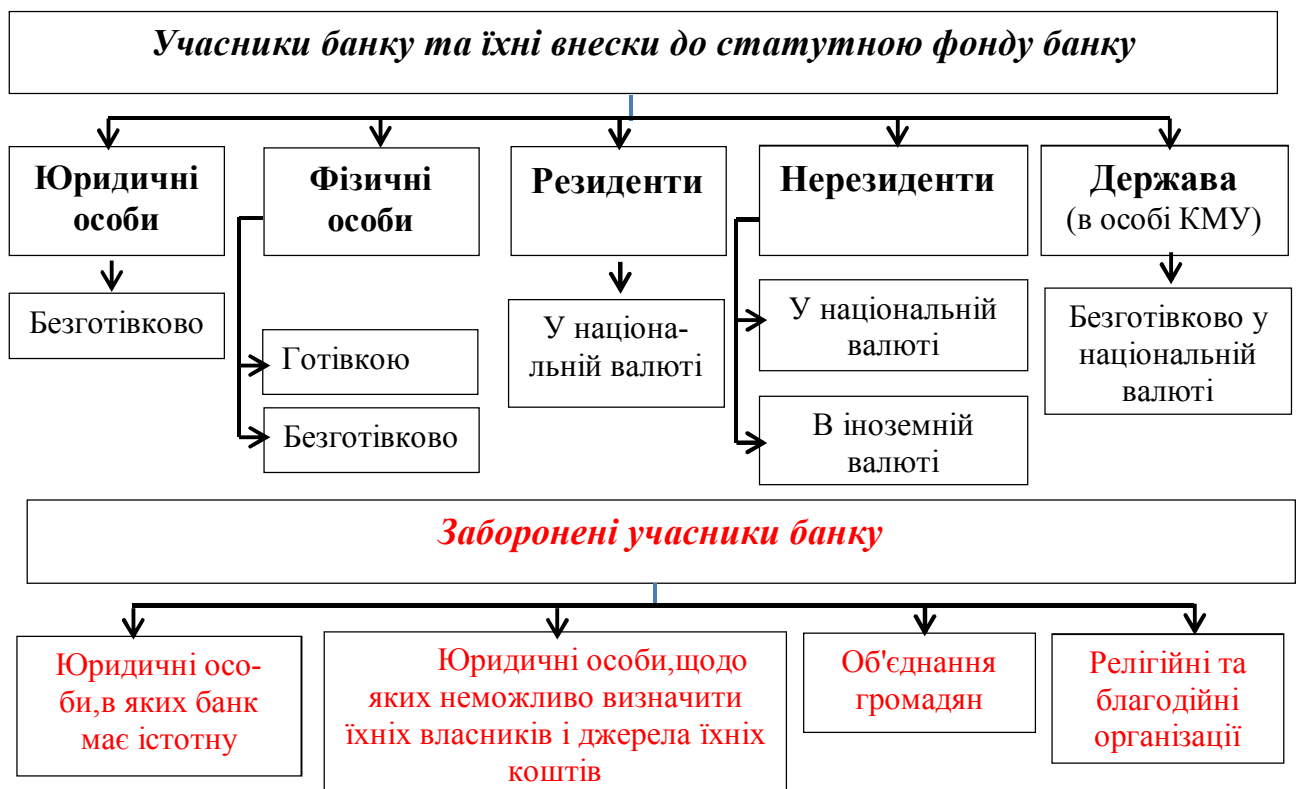 Учасники банку та їхні внески до статутною фонду банку
Юридичні
особи
Фізичні
особи
Резиденти
Нерезиденти
Держава
(в особі КМУ)
Безготівково
Готівкою
Безготівково
У націона-
льній валюті
У національній
валюті
В іноземній
валюті
Безготівково у
національній
валюті
Заборонені учасники банку
Юридичні осо-
би,в яких банк
має істотну
Юридичні особи,щодо
яких неможливо визначити
їхніх власників і джерела їхніх
коштів
Об'єднання
громадян
Релігійні та
благодійні
організації